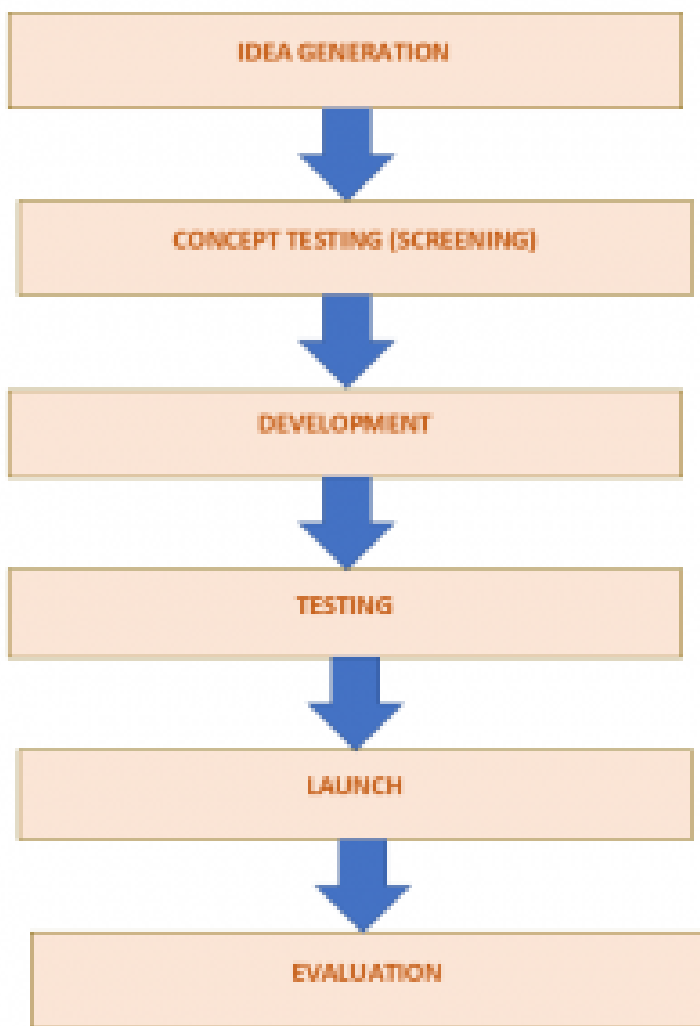 IDEA GENERATION
CONCEPT TESTING (SCREENING)
DEVELOPMENT
TESTING
LAUNCH
EVALUATION